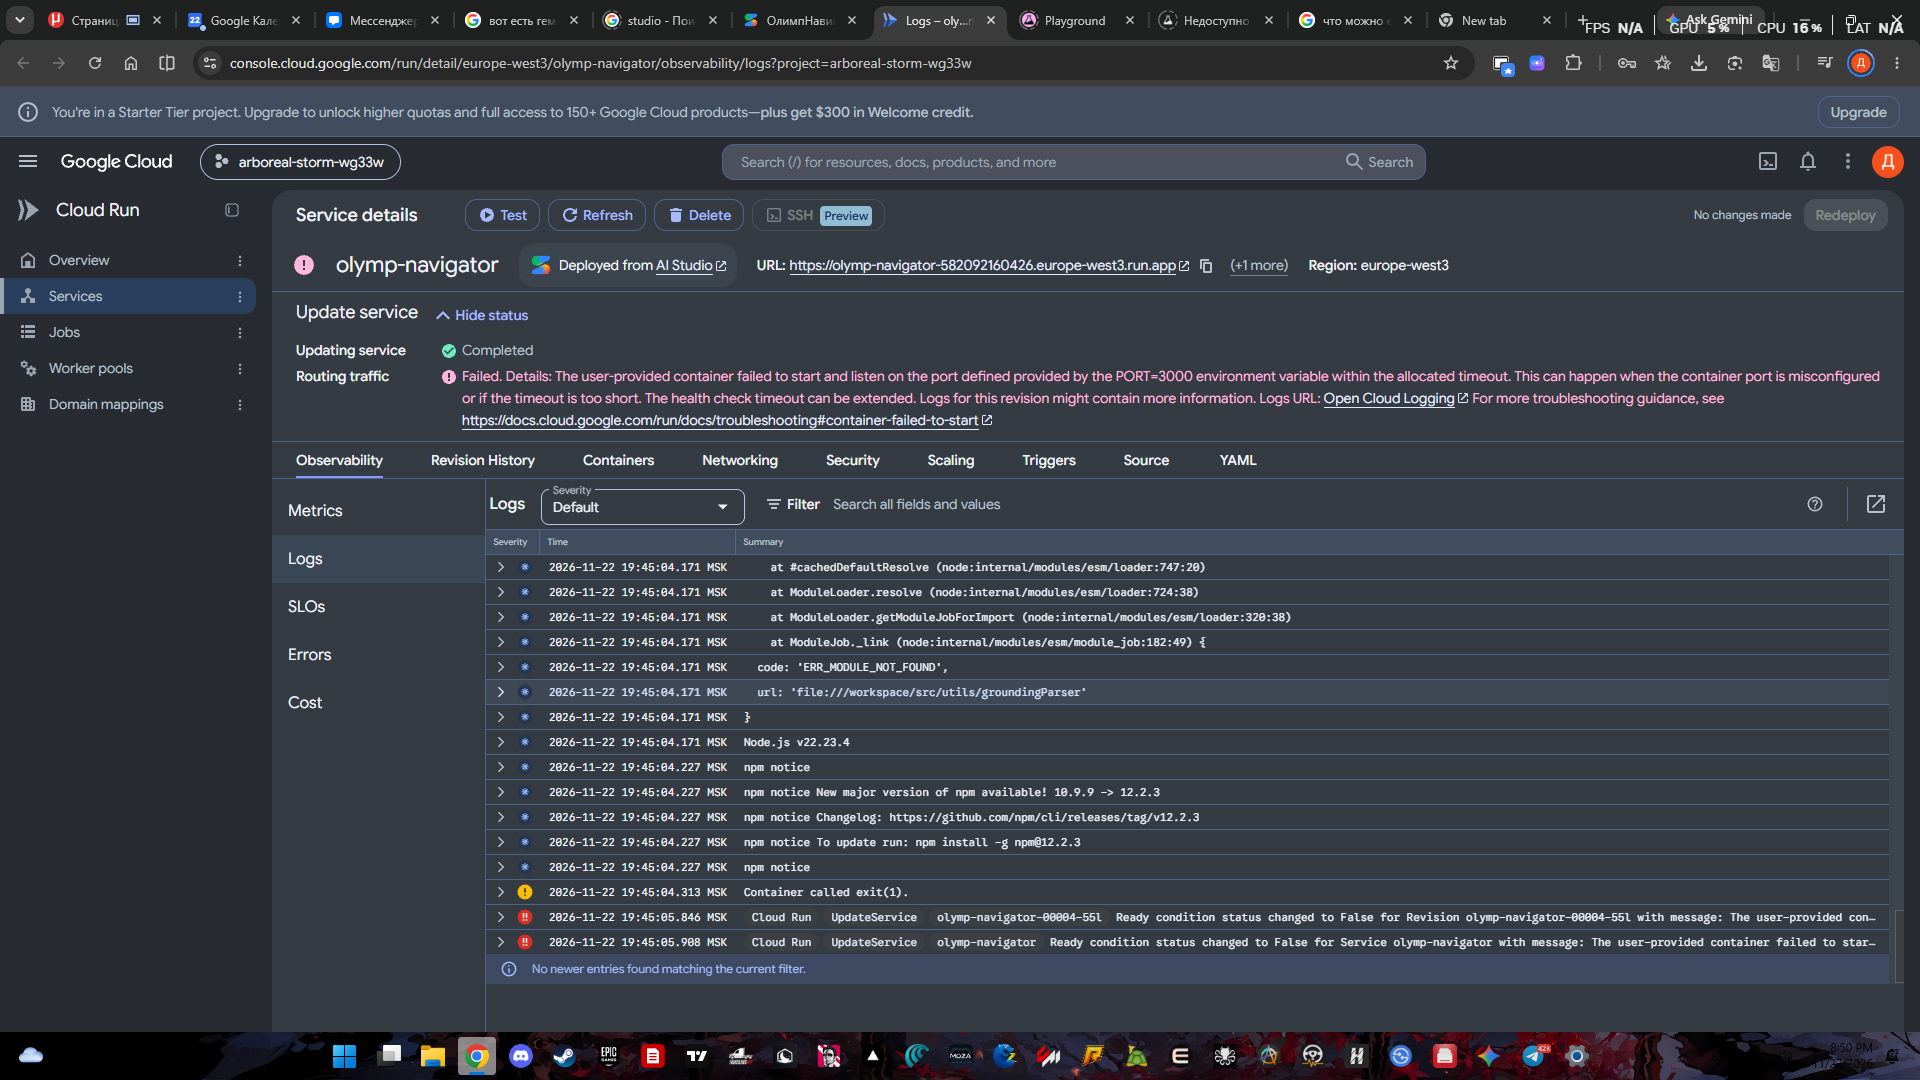 Страниц
Google Кале
Мессендже
вот есть гем
studio - Пои
ОлимпНави
Logs – oly...n
Playground
Недоступно
что можно
New tab
Ask Gemini
FPS N/A GPU 5 % CPU 16 % LAT N/A
console.cloud.google.com/run/detail/europe-west3/olymp-navigator/observability/logs?project=arboreal-storm-wg33w
You're in a Starter Tier project. Upgrade to unlock higher quotas and full access to 150+ Google Cloud products—plus get $300 in Welcome credit.
Upgrade
Google Cloud
arboreal-storm-wg33w
Search (/) for resources, docs, products, and more
Search
Д
Cloud Run
Overview
Services
Jobs
Worker pools
Domain mappings
Service details
Test
Refresh
Delete
SSH Preview
No changes made
Redeploy
olymp-navigator
Deployed from AI Studio
URL: https://olymp-navigator-582092160426.europe-west3.run.app
(+1 more)
Region: europe-west3
Update service
Hide status
Updating service
Completed
Routing traffic
Failed. Details: The user-provided container failed to start and listen on the port defined provided by the PORT=3000 environment variable within the allocated timeout. This can happen when the container port is misconfigured
or if the timeout is too short. The health check timeout can be extended. Logs for this revision might contain more information. Logs URL: Open Cloud Logging For more troubleshooting guidance, see
https://docs.cloud.google.com/run/docs/troubleshooting#container-failed-to-start
Observability
Revision History
Containers
Networking
Security
Scaling
Triggers
Source
YAML
Metrics
Logs
SLOs
Errors
Cost
Logs
Severity
Default
Filter
Search all fields and values
Severity Time Summary
2026-11-22 19:45:04.171 MSK at #cachedDefaultResolve (node:internal/modules/esm/loader:747:20)
2026-11-22 19:45:04.171 MSK at ModuleLoader.resolve (node:internal/modules/esm/loader:724:38)
2026-11-22 19:45:04.171 MSK at ModuleLoader.getModuleJobForImport (node:internal/modules/esm/loader:320:38)
2026-11-22 19:45:04.171 MSK at ModuleJob._link (node:internal/modules/esm/module_job:182:49) {
2026-11-22 19:45:04.171 MSK code: 'ERR_MODULE_NOT_FOUND',
2026-11-22 19:45:04.171 MSK url: 'file:///workspace/src/utils/groundingParser'
2026-11-22 19:45:04.171 MSK }
2026-11-22 19:45:04.171 MSK Node.js v22.23.4
2026-11-22 19:45:04.227 MSK npm notice
2026-11-22 19:45:04.227 MSK npm notice New major version of npm available! 10.9.9 -> 12.2.3
2026-11-22 19:45:04.227 MSK npm notice Changelog: https://github.com/npm/cli/releases/tag/v12.2.3
2026-11-22 19:45:04.227 MSK npm notice To update run: npm install -g npm@12.2.3
2026-11-22 19:45:04.227 MSK npm notice
2026-11-22 19:45:04.313 MSK Container called exit(1).
2026-11-22 19:45:05.846 MSK Cloud Run UpdateService olymp-navigator-00004-55l Ready condition status changed to False for Revision olymp-navigator-00004-55l with message: The user-provided con…
2026-11-22 19:45:05.908 MSK Cloud Run UpdateService olymp-navigator Ready condition status changed to False for Service olymp-navigator with message: The user-provided container failed to star…
No newer entries found matching the current filter.
EPIC GAMES
MOZA
8:50 PM